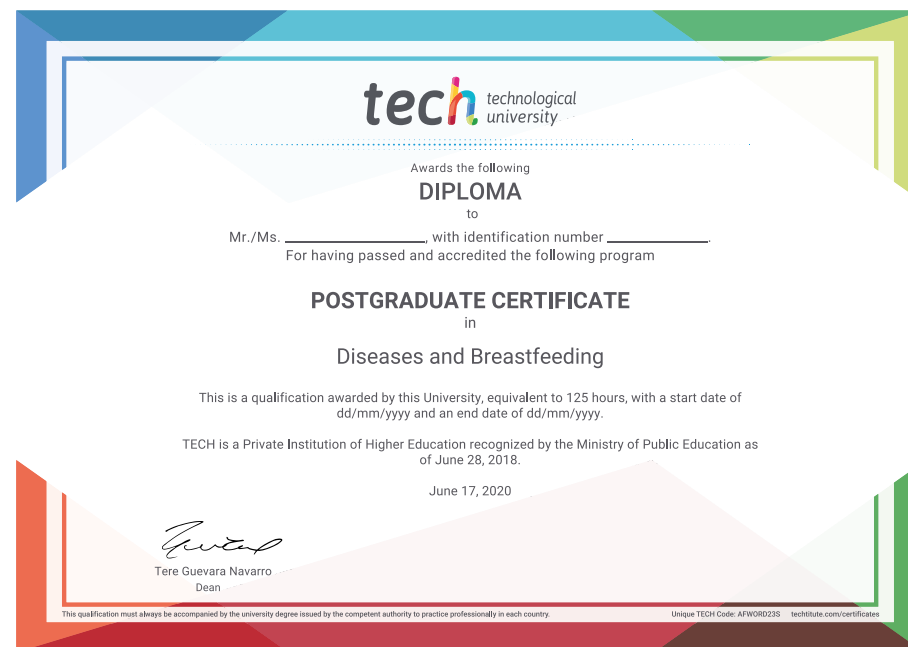 tech technological
university
Awards the following
DIPLOMA
to
Mr./Ms. ____________________, with identification number ______________.
For having passed and accredited the following program
POSTGRADUATE CERTIFICATE
in
Diseases and Breastfeeding
This is a qualification awarded by this University, equivalent to 125 hours, with a start date of
dd/mm/yyyy and an end date of dd/mm/yyyy.
TECH is a Private Institution of Higher Education recognized by the Ministry of Public Education as
of June 28, 2018.
June 17, 2020
Tere Guevara Navarro
Dean
This qualification must always be accompanied by the university degree issued by the competent authority to practice professionally in each country.
Unique TECH Code: AFWORD23S techtitute.com/certificates